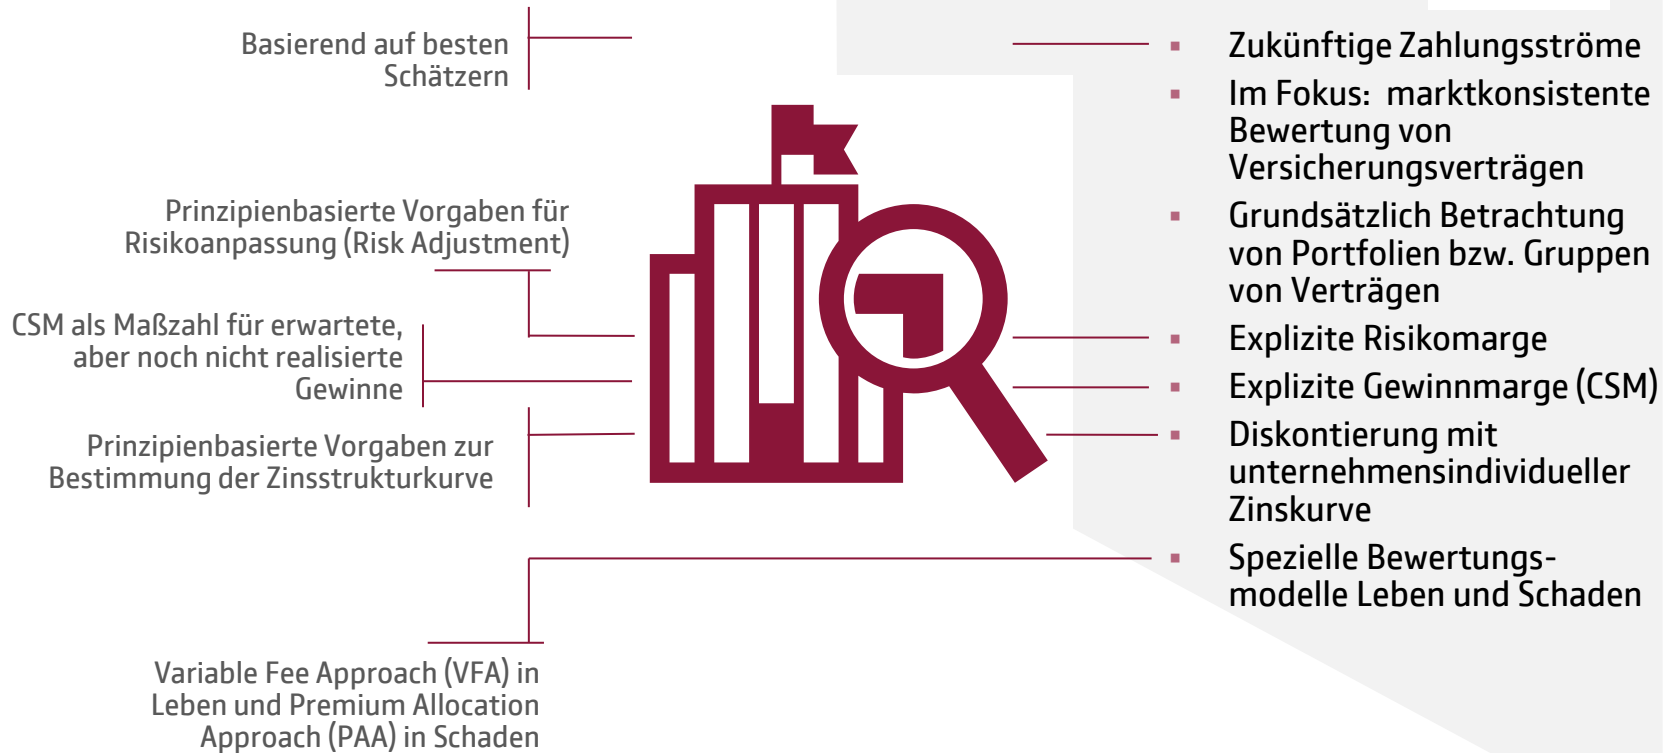 Basierend auf besten
Schätzern
Prinzipienbasierte Vorgaben für
Risikoanpassung (Risk Adjustment)
CSM als Maßzahl für erwartete,
aber noch nicht realisierte
Gewinne
Prinzipienbasierte Vorgaben zur
Bestimmung der Zinsstrukturkurve
Variable Fee Approach (VFA) in
Leben und Premium Allocation
Approach (PAA) in Schaden
▪ Zukünftige Zahlungsströme
▪ Im Fokus: marktkonsistente
Bewertung von
Versicherungsverträgen
▪ Grundsätzlich Betrachtung
von Portfolien bzw. Gruppen
von Verträgen
▪ Explizite Risikomarge
▪ Explizite Gewinnmarge (CSM)
▪ Diskontierung mit
unternehmensindividueller
Zinskurve
▪ Spezielle Bewertungs-
modelle Leben und Schaden